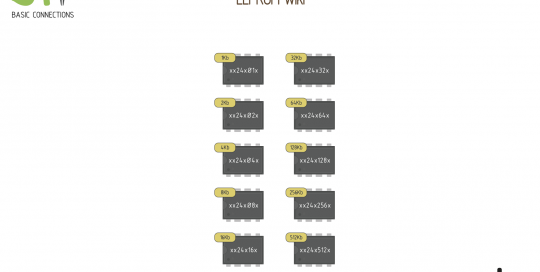 BASIC CONNECTIONS
EEPROM WIKI
1Kb
xx24x01x
2Kb
xx24x02x
4Kb
xx24x04x
8Kb
xx24x08x
16Kb
xx24x16x
32Kb
xx24x32x
64Kb
xx24x64x
128Kb
xx24x128x
256Kb
xx24x256x
512Kb
xx24x512x